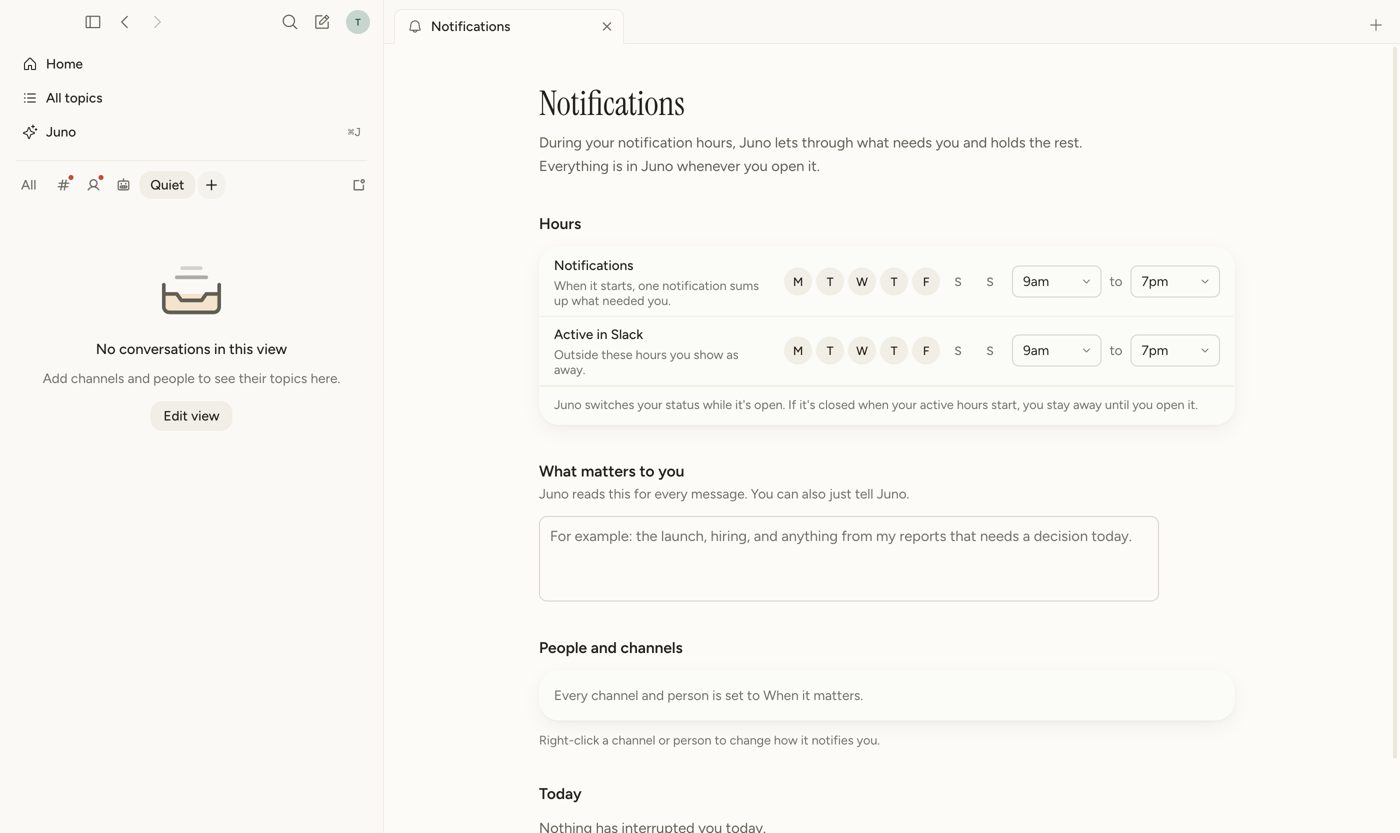 T
Notifications
Home
All topics
Juno
⌘J
All
Quiet
No conversations in this view
Add channels and people to see their topics here.
Edit view
Notifications
During your notification hours, Juno lets through what needs you and holds the rest.
Everything is in Juno whenever you open it.
Hours
Notifications
When it starts, one notification sums
up what needed you.
M T W T F S S 9am to 7pm
Active in Slack
Outside these hours you show as
away.
M T W T F S S 9am to 7pm
Juno switches your status while it's open. If it's closed when your active hours start, you stay away until you open it.
What matters to you
Juno reads this for every message. You can also just tell Juno.
For example: the launch, hiring, and anything from my reports that needs a decision today.
People and channels
Every channel and person is set to When it matters.
Right-click a channel or person to change how it notifies you.
Today
Nothing has interrupted you today.